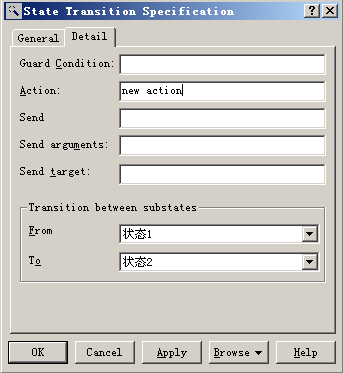 State Transition Specification
General
Detail
Guard Condition:
Action:
new action
Send
Send arguments:
Send target:
Transition between substates
From
状态1
To
状态2
OK
Cancel
Apply
Browse
Help